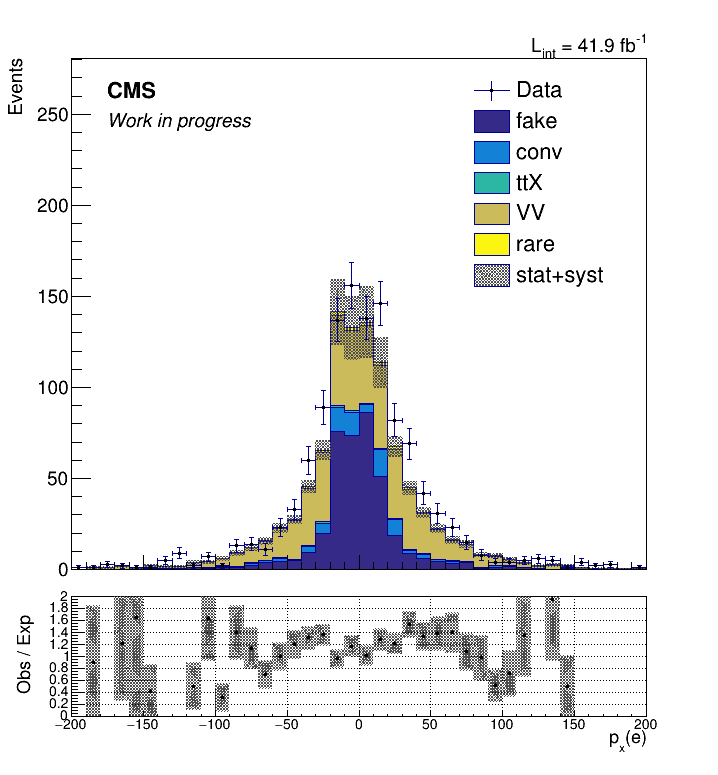 L_int = 41.9 fb^-1
Events
CMS
Work in progress
Data
fake
conv
ttX
VV
rare
stat+syst
250
200
150
100
50
0
Obs / Exp
2
1.8
1.6
1.4
1.2
1
0.8
0.6
0.4
0.2
0
−200 −150 −100 −50 0 50 100 150 200
p_x(e)